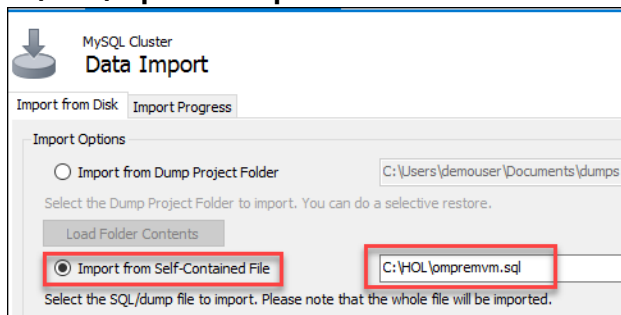 MySQL Cluster
Data Import
Import from Disk Import Progress
Import Options
Import from Dump Project Folder C:\Users\demouser\Documents\dumps
Select the Dump Project Folder to import. You can do a selective restore.
Load Folder Contents
Import from Self-Contained File C:\HOL\ompremvm.sql
Select the SQL/dump file to import. Please note that the whole file will be imported.